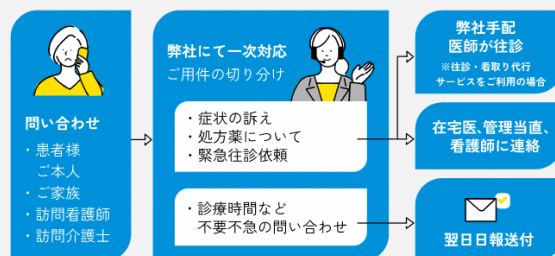 問い合わせ
・患者様
ご本人
・ご家族
・訪問看護師
・訪問介護士
弊社にて一次対応
ご用件の切り分け
・症状の訴え
・処方薬について
・緊急往診依頼
・診療時間など
不要不急の問い合わせ
弊社手配
医師が往診
※往診・看取り代行
サービスをご利用の場合
在宅医、管理当直、
看護師に連絡
翌日日報送付